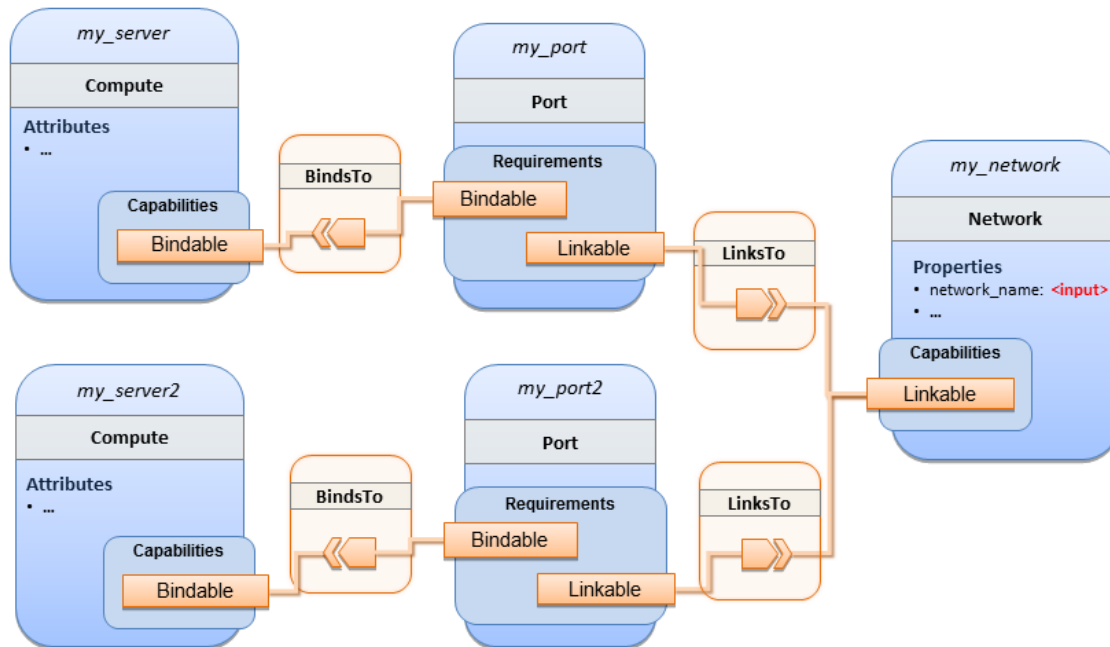 my_server
Compute
Attributes
• ...
Capabilities
Bindable
BindsTo
my_port
Port
Requirements
Bindable
Linkable
LinksTo
my_network
Network
Properties
• network_name: <input>
• ...
Capabilities
Linkable
my_server2
Compute
Attributes
• ...
Capabilities
Bindable
BindsTo
my_port2
Port
Requirements
Bindable
Linkable
LinksTo